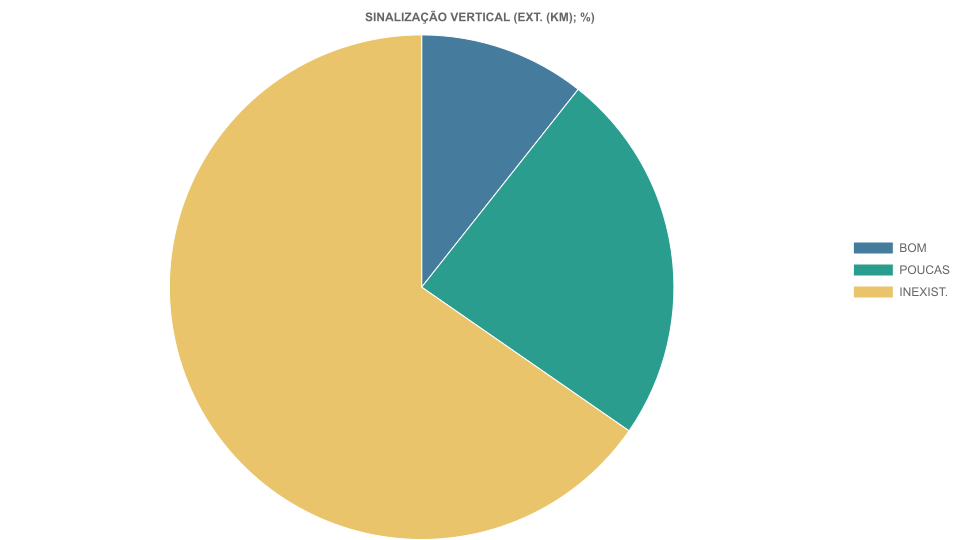 SINALIZAÇÃO VERTICAL (EXT. (KM); %)
BOM
POUCAS
INEXIST.